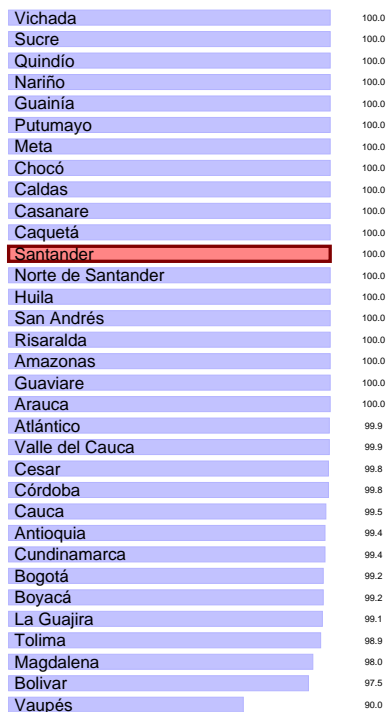 Vichada 100.0
Sucre 100.0
Quindío 100.0
Nariño 100.0
Guainía 100.0
Putumayo 100.0
Meta 100.0
Chocó 100.0
Caldas 100.0
Casanare 100.0
Caquetá 100.0
Santander 100.0
Norte de Santander 100.0
Huila 100.0
San Andrés 100.0
Risaralda 100.0
Amazonas 100.0
Guaviare 100.0
Arauca 100.0
Atlántico 99.9
Valle del Cauca 99.9
Cesar 99.8
Córdoba 99.8
Cauca 99.5
Antioquia 99.4
Cundinamarca 99.4
Bogotá 99.2
Boyacá 99.2
La Guajira 99.1
Tolima 98.9
Magdalena 98.0
Bolivar 97.5
Vaupés 90.0